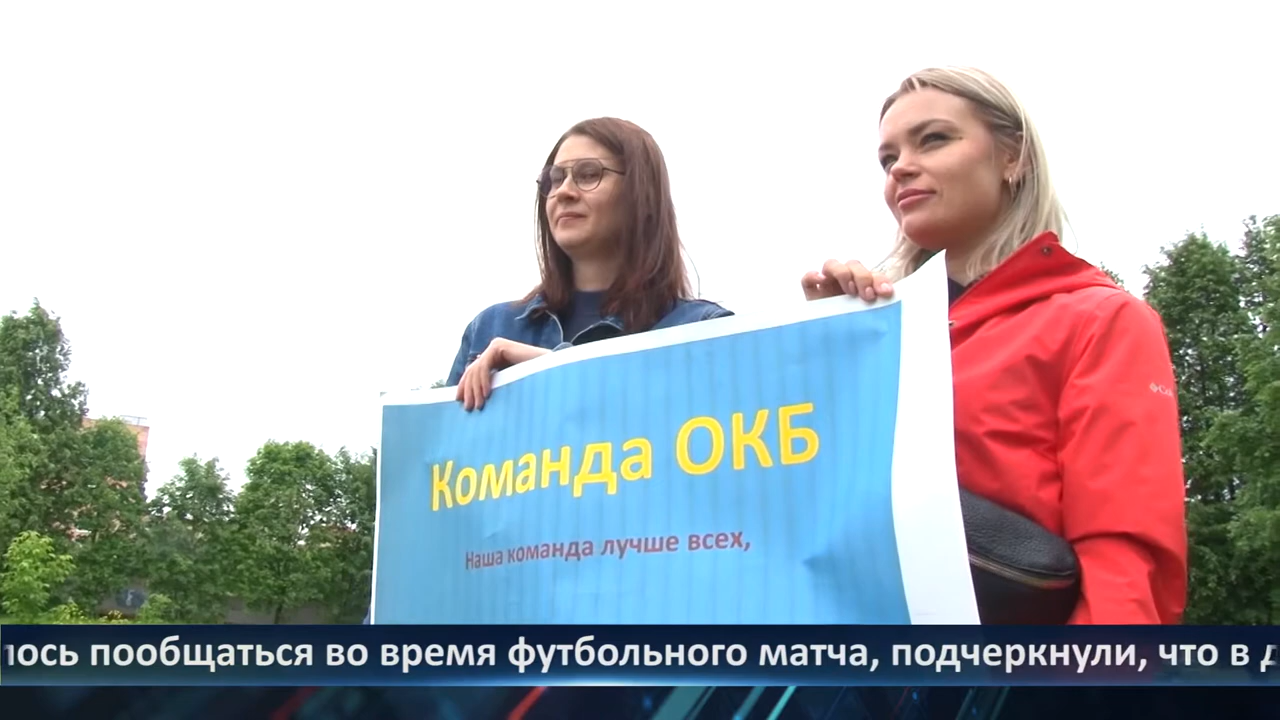 Команда ОКБ
Наша команда лучше всех,
лось пообщаться во время футбольного матча, подчеркнули, что в д